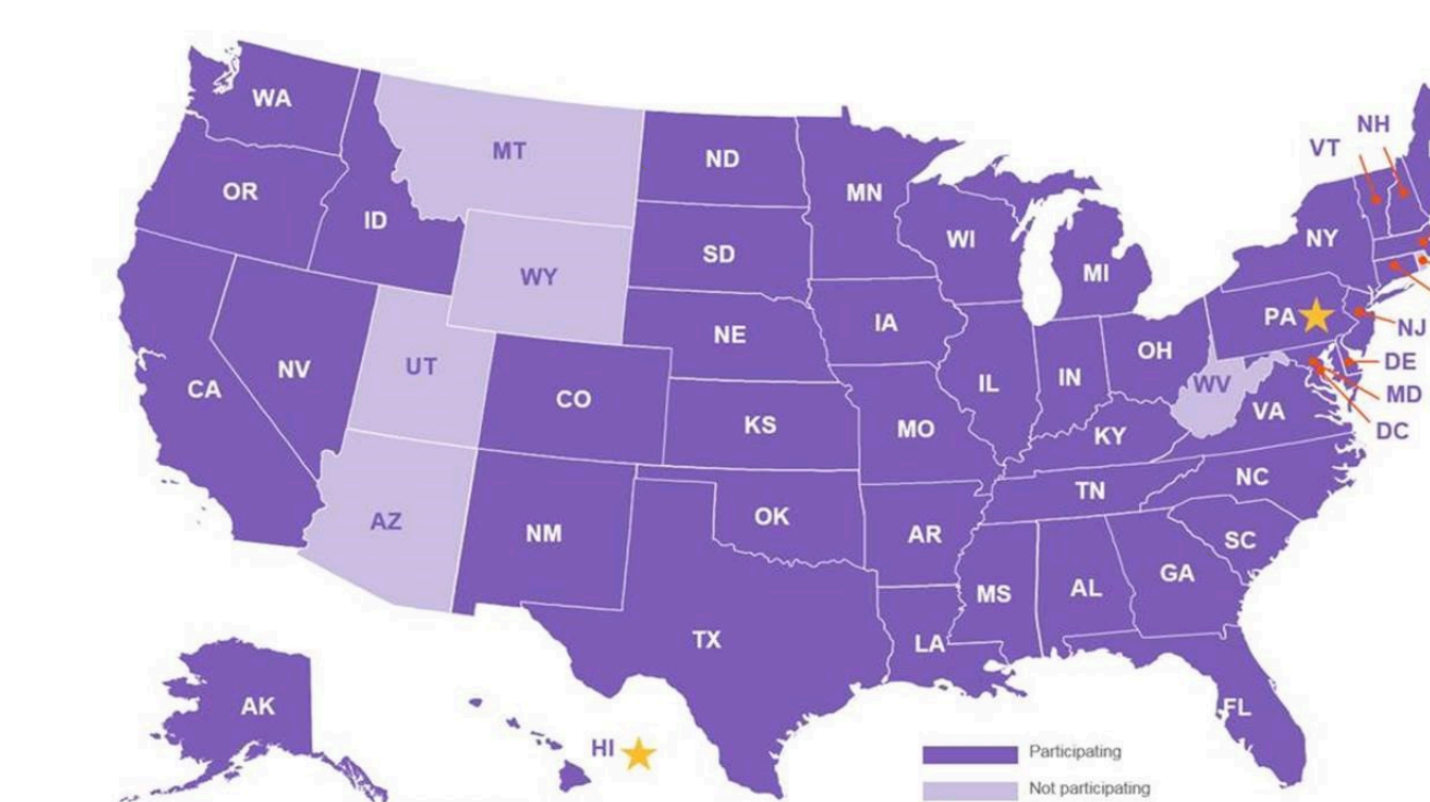 WA
MT
ND
MN
NH
VT
OR
ID
SD
WI
NY
MI
WY
PA
NJ
NE
IA
OH
DE
MD
DC
CA
NV
UT
CO
IL
IN
WV
VA
KS
MO
KY
NC
TN
AZ
NM
OK
AR
SC
GA
MS
AL
TX
LA
FL
AK
HI
Participating
Not participating